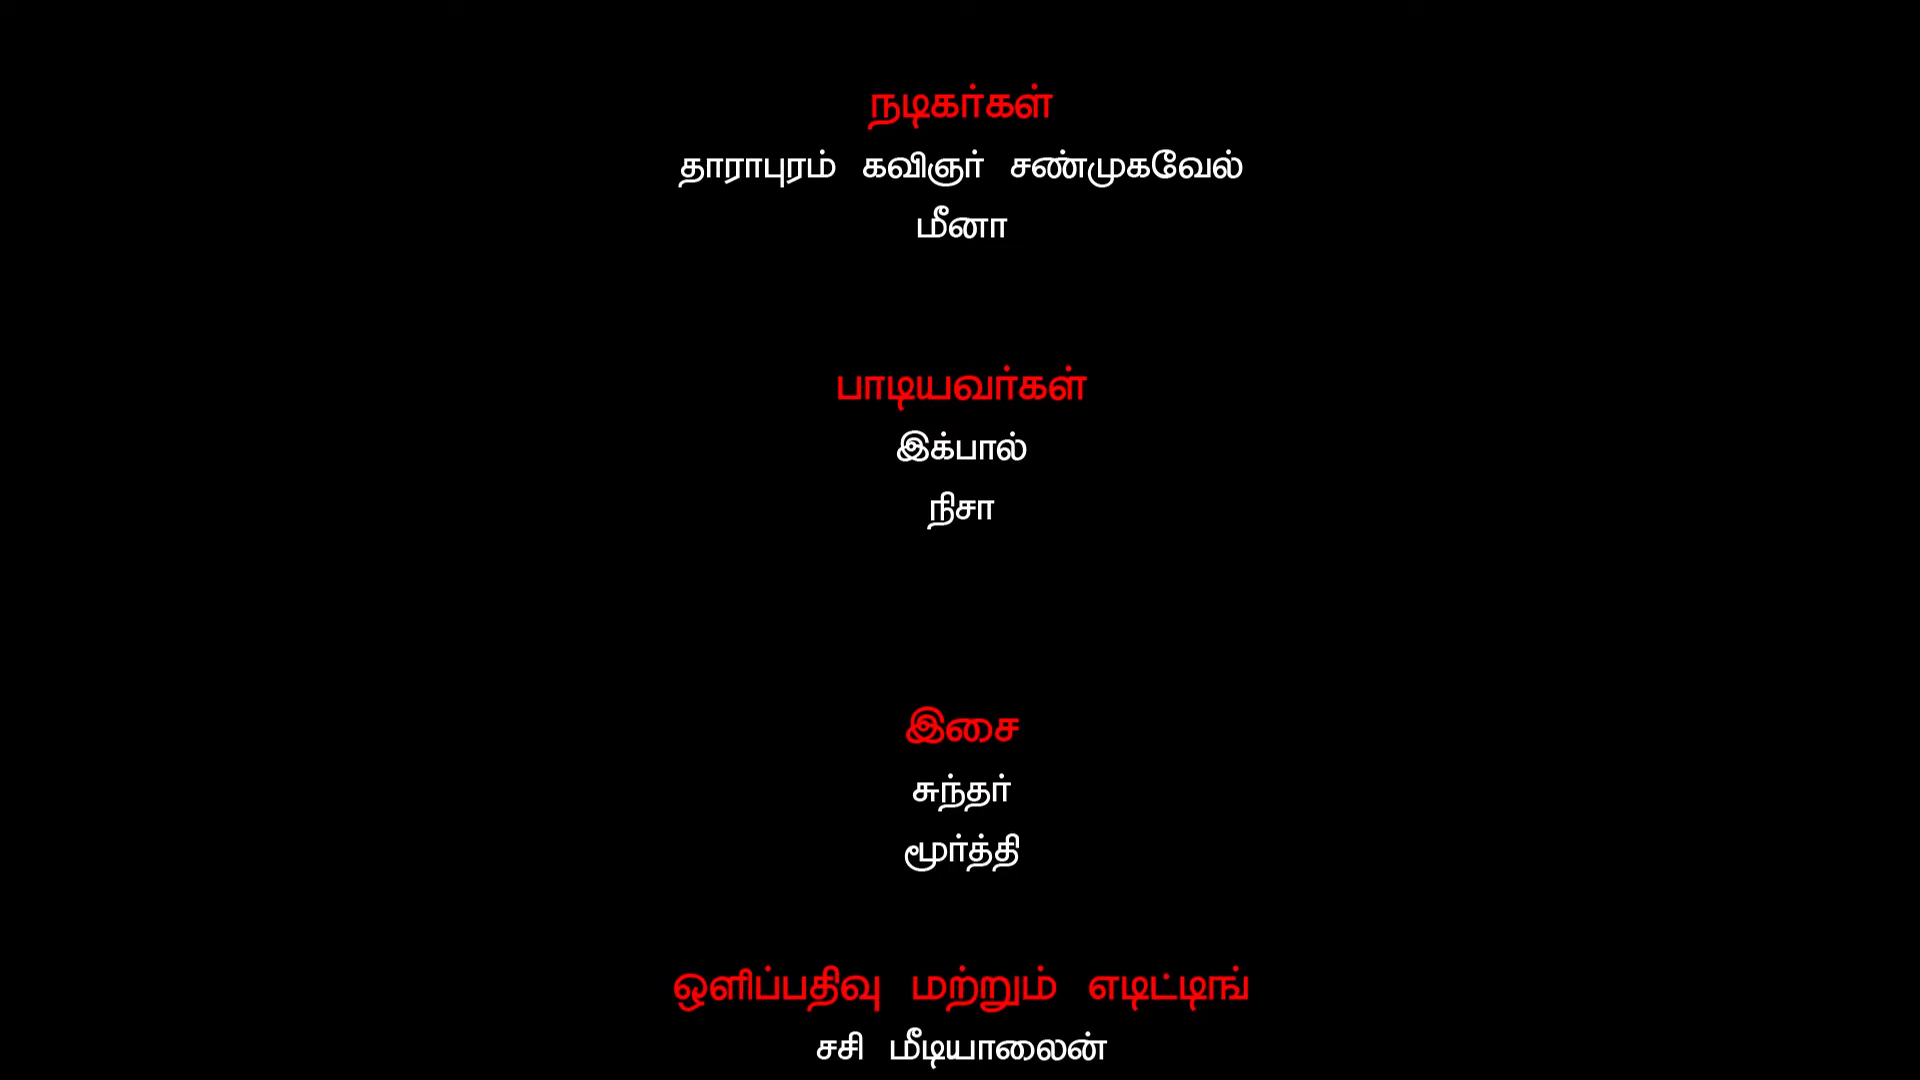 நடிகர்கள்
தாராபுரம் கவிஞர் சண்முகவேல்
மீனா
பாடியவர்கள்
இக்பால்
நிசா
இசை
சுந்தர்
மூர்த்தி
ஒளிப்பதிவு மற்றும் எடிட்டிங்
சசி மீடியாலைன்